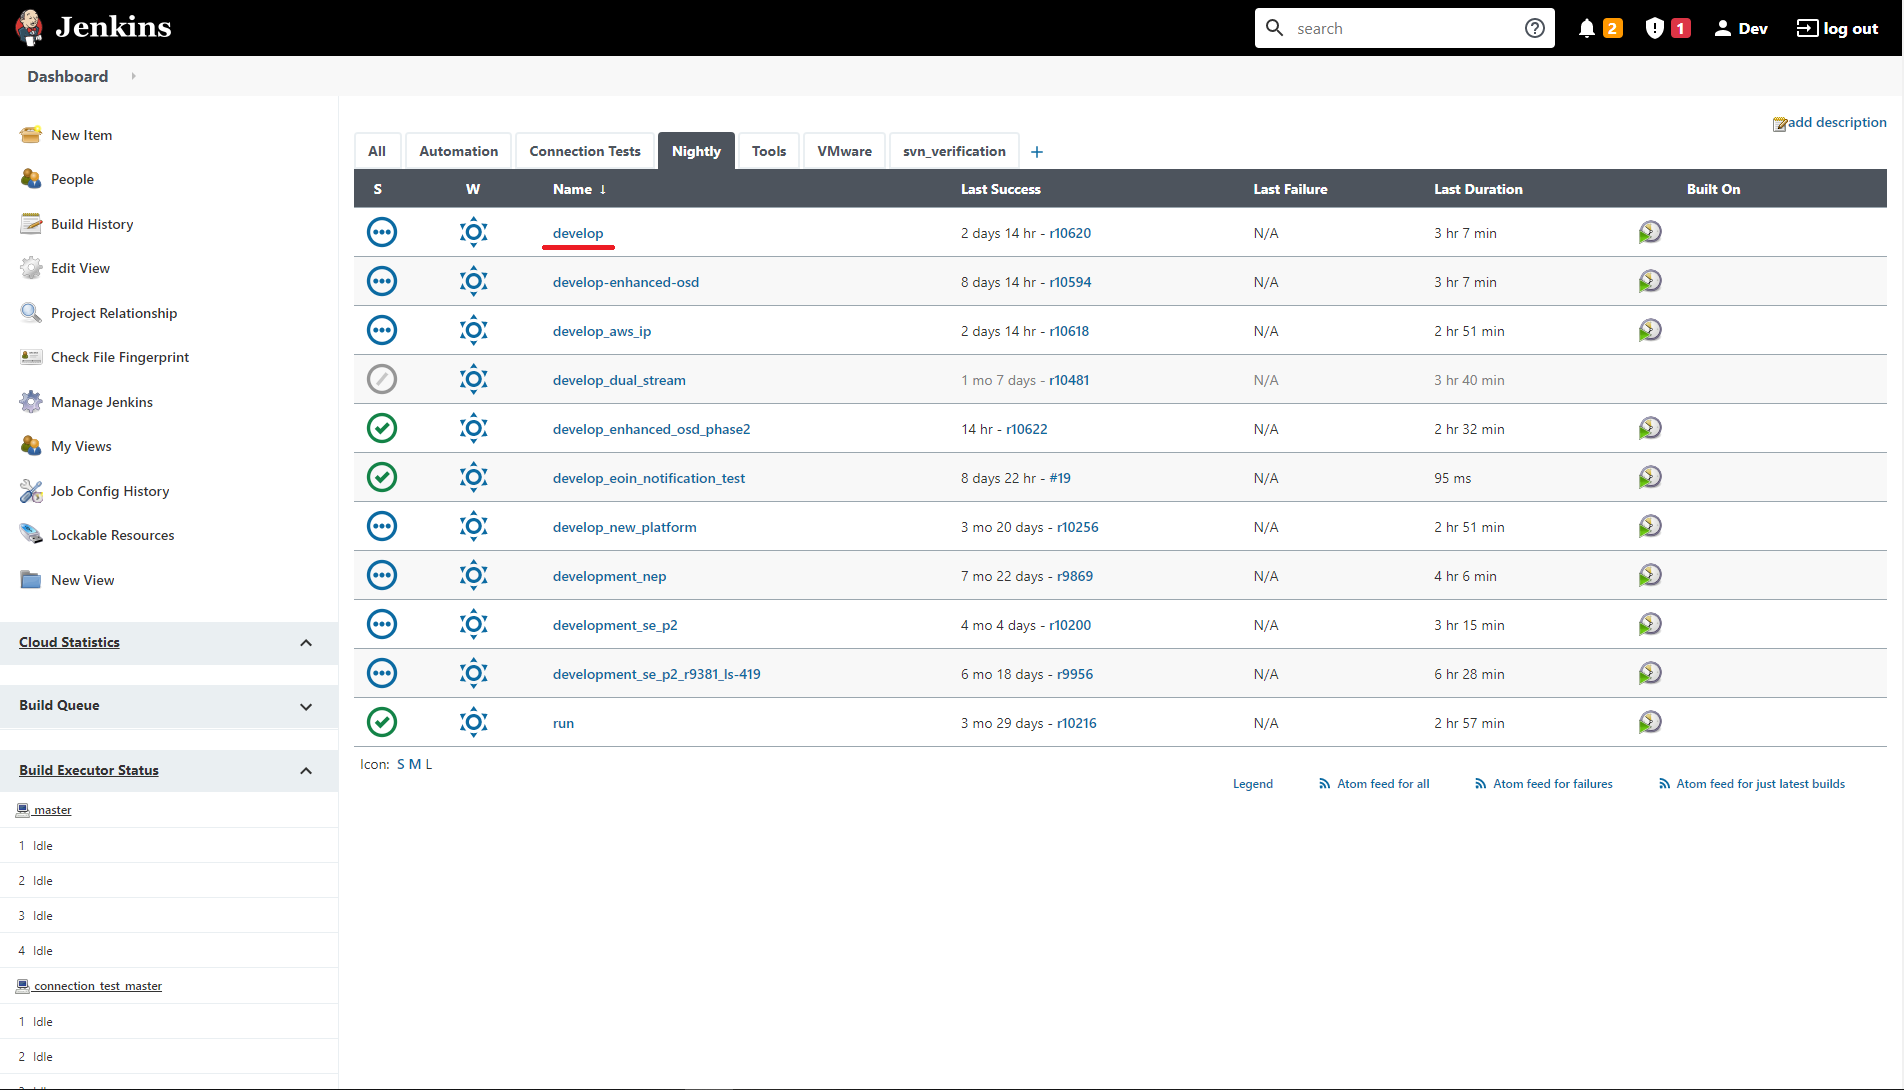 Jenkins
search
2
1
Dev
log out
Dashboard
New Item
People
Build History
Edit View
Project Relationship
Check File Fingerprint
Manage Jenkins
My Views
Job Config History
Lockable Resources
New View
Cloud Statistics
Build Queue
Build Executor Status
master
1 Idle
2 Idle
3 Idle
4 Idle
connection test master
1 Idle
2 Idle
add description
All Automation Connection Tests Nightly Tools VMware svn_verification +
S W Name ↓ Last Success Last Failure Last Duration Built On
develop 2 days 14 hr - r10620 N/A 3 hr 7 min
develop-enhanced-osd 8 days 14 hr - r10594 N/A 3 hr 7 min
develop_aws_ip 2 days 14 hr - r10618 N/A 2 hr 51 min
develop_dual_stream 1 mo 7 days - r10481 N/A 3 hr 40 min
develop_enhanced_osd_phase2 14 hr - r10622 N/A 2 hr 32 min
develop_eoin_notification_test 8 days 22 hr - #19 N/A 95 ms
develop_new_platform 3 mo 20 days - r10256 N/A 2 hr 51 min
development_nep 7 mo 22 days - r9869 N/A 4 hr 6 min
development_se_p2 4 mo 4 days - r10200 N/A 3 hr 15 min
development_se_p2_r9381_ls-419 6 mo 18 days - r9956 N/A 6 hr 28 min
run 3 mo 29 days - r10216 N/A 2 hr 57 min
Icon: S M L
Legend Atom feed for all Atom feed for failures Atom feed for just latest builds